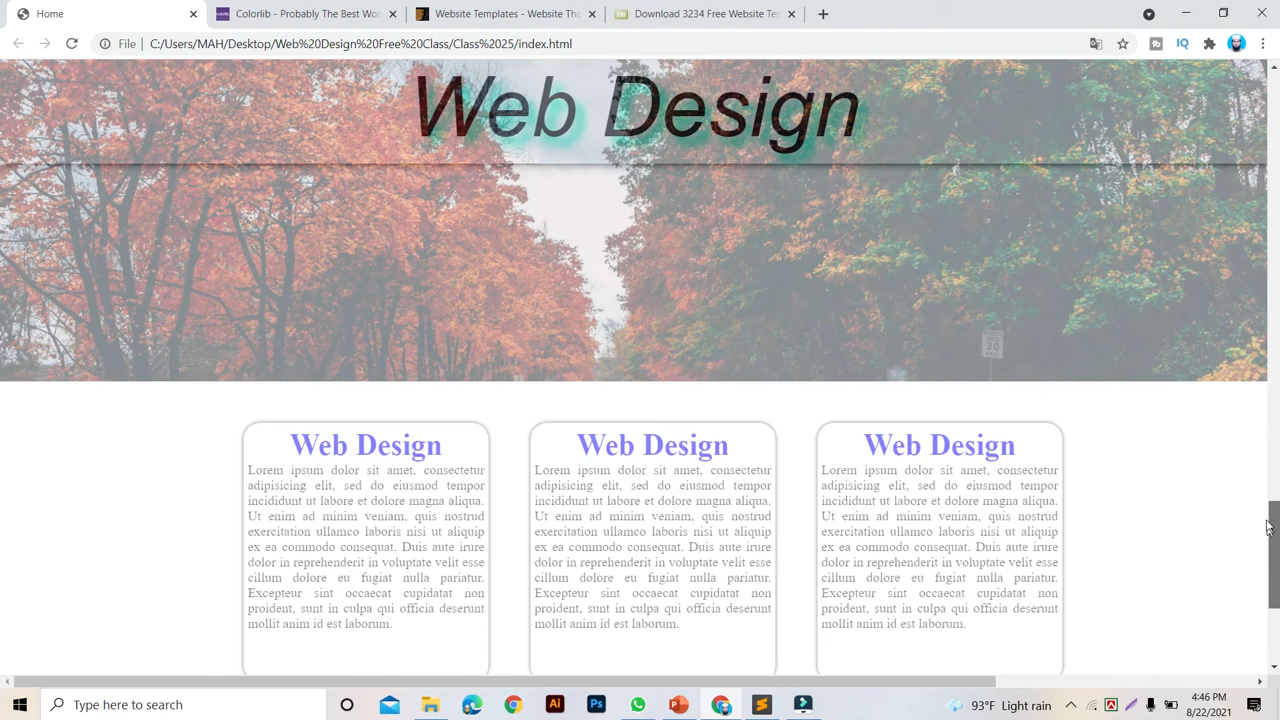 Home
Colorlib - Probably The Best Wo
Website Templates - Website The
Download 3234 Free Website Ten
File
C:/Users/MAH/Desktop/Web%20Design%20Free%20Class/Class%2025/index.html
tb
IQ
Web Design
30
Web Design
Lorem ipsum dolor sit amet, consectetur
adipisicing elit, sed do eiusmod tempor
incididunt ut labore et dolore magna aliqua.
Ut enim ad minim veniam, quis nostrud
exercitation ullamco laboris nisi ut aliquip
ex ea commodo consequat. Duis aute irure
dolor in reprehenderit in voluptate velit esse
cillum dolore eu fugiat nulla pariatur.
Excepteur sint occaecat cupidatat non
proident, sunt in culpa qui officia deserunt
mollit anim id est laborum.
Web Design
Lorem ipsum dolor sit amet, consectetur
adipisicing elit, sed do eiusmod tempor
incididunt ut labore et dolore magna aliqua.
Ut enim ad minim veniam, quis nostrud
exercitation ullamco laboris nisi ut aliquip
ex ea commodo consequat. Duis aute irure
dolor in reprehenderit in voluptate velit esse
cillum dolore eu fugiat nulla pariatur.
Excepteur sint occaecat cupidatat non
proident, sunt in culpa qui officia deserunt
mollit anim id est laborum.
Web Design
Lorem ipsum dolor sit amet, consectetur
adipisicing elit, sed do eiusmod tempor
incididunt ut labore et dolore magna aliqua.
Ut enim ad minim veniam, quis nostrud
exercitation ullamco laboris nisi ut aliquip
ex ea commodo consequat. Duis aute irure
dolor in reprehenderit in voluptate velit esse
cillum dolore eu fugiat nulla pariatur.
Excepteur sint occaecat cupidatat non
proident, sunt in culpa qui officia deserunt
mollit anim id est laborum.
Type here to search
Ai
Ps
93°F Light rain
4:46 PM
8/22/2021